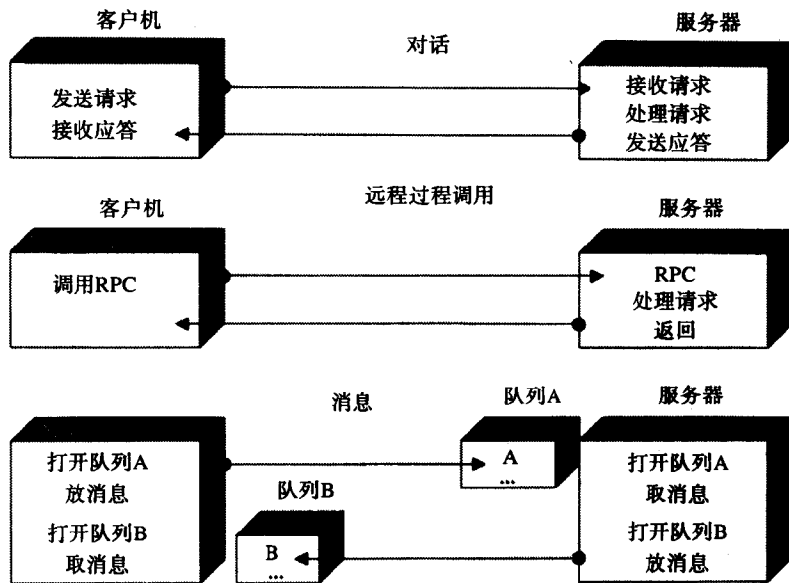 客户机
对话
服务器
发送请求
接收应答
接收请求
处理请求
发送应答
客户机
远程过程调用
服务器
调用RPC
RPC
处理请求
返回
消息
队列A
服务器
打开队列A
放消息
打开队列B
取消息
队列B
B
...
A
...
打开队列A
取消息
打开队列B
放消息